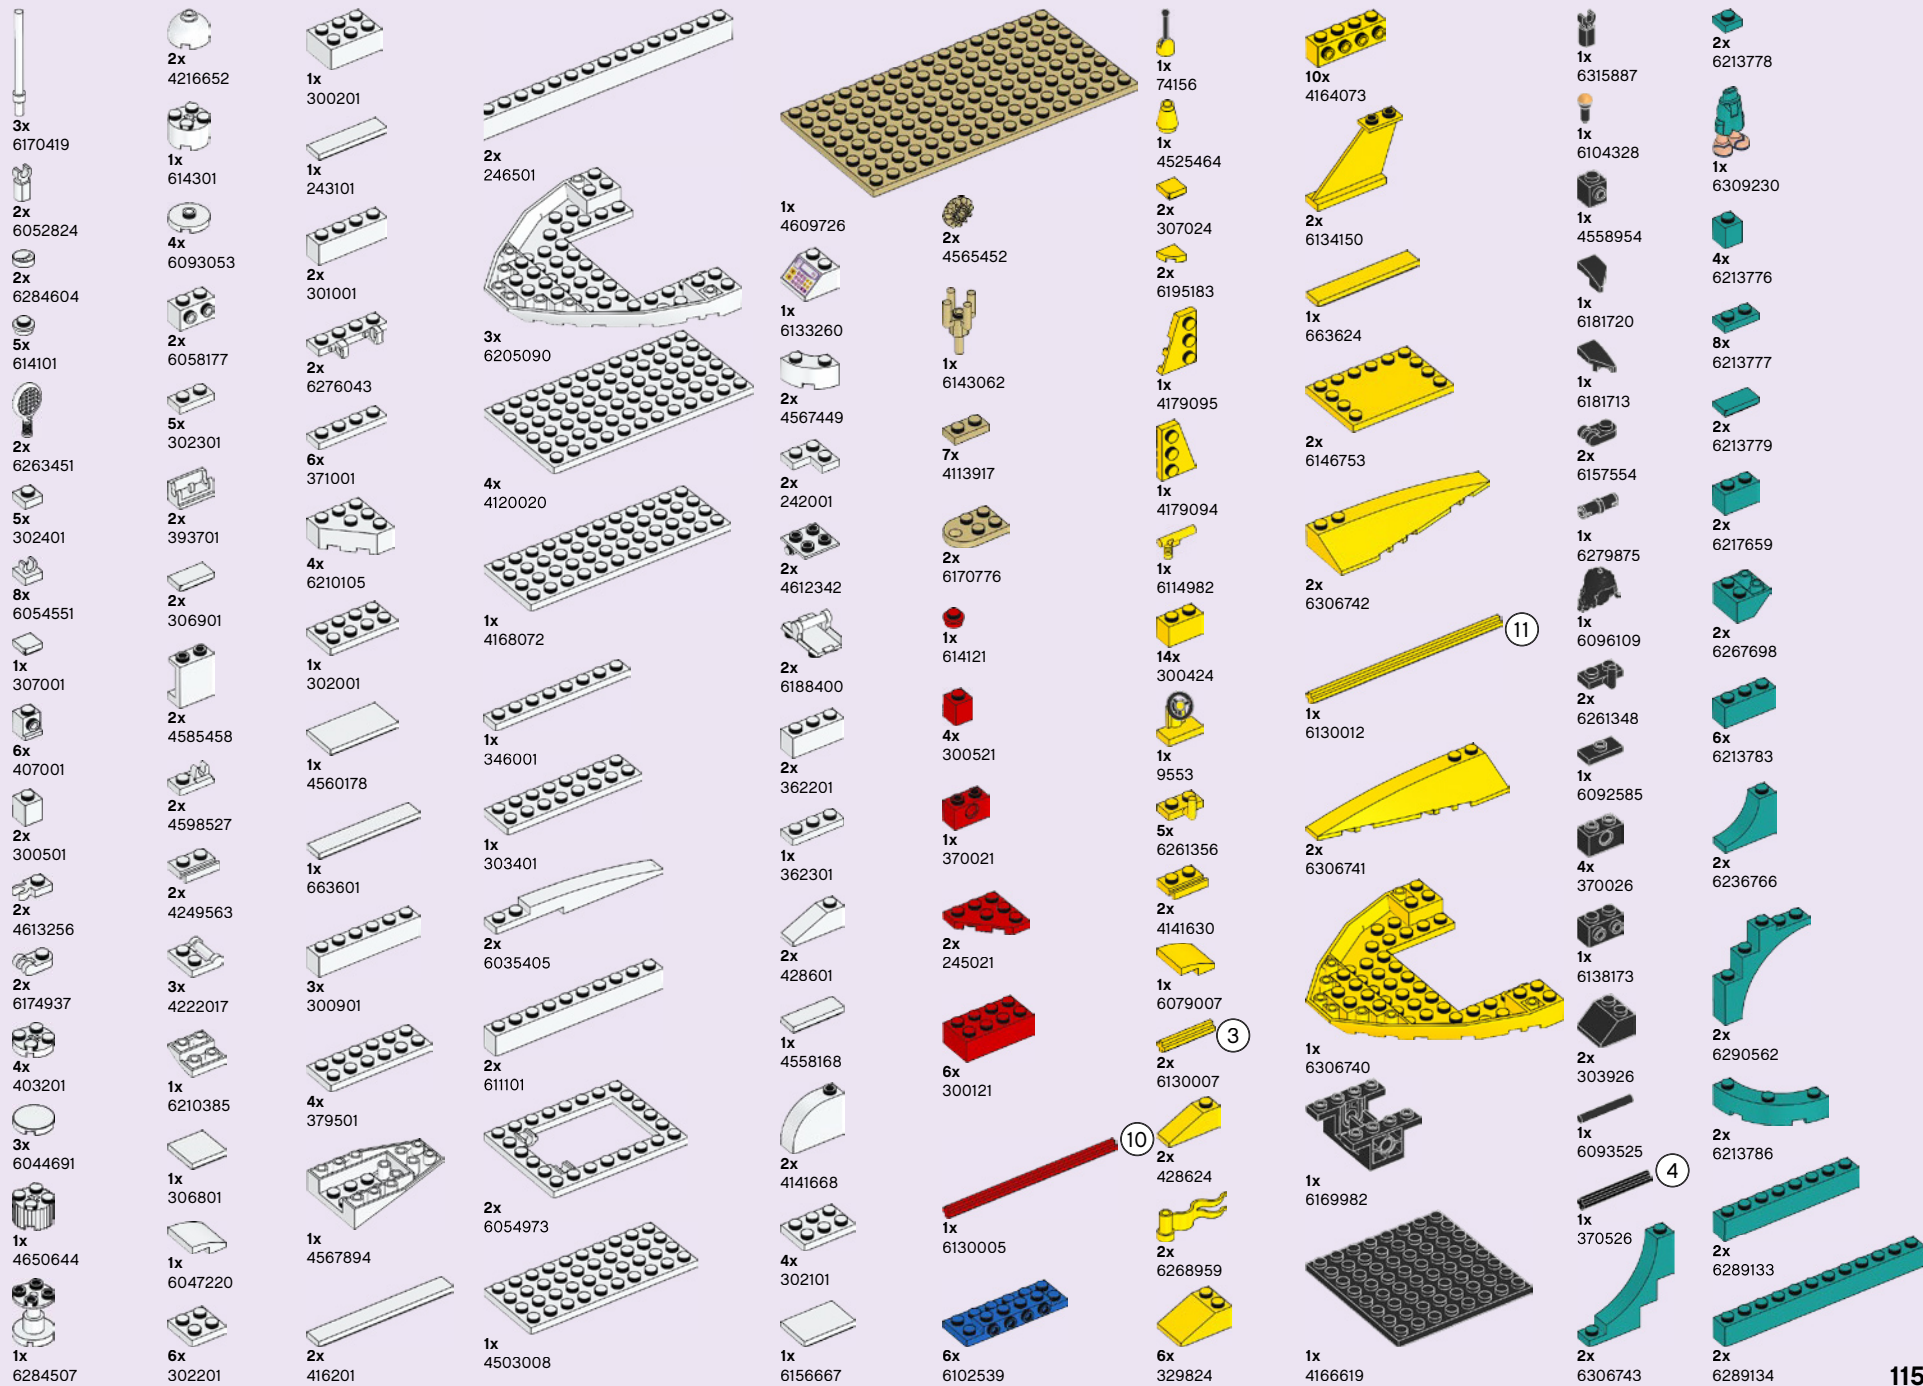 3x
6170419
2x
6052824
2x
6284604
5x
614101
2x
6263451
5x
302401
8x
6054551
1x
307001
6x
407001
2x
300501
2x
4613256
2x
6174937
4x
403201
3x
6044691
1x
4650644
1x
6284507
2x
4216652
1x
614301
4x
6093053
2x
6058177
5x
302301
2x
393701
2x
306901
2x
4585458
2x
4598527
2x
4249563
3x
4222017
1x
6210385
1x
306801
1x
6047220
6x
302201
1x
300201
1x
243101
2x
301001
2x
6276043
6x
371001
4x
6210105
1x
302001
1x
4560178
1x
663601
3x
300901
4x
379501
1x
4567894
2x
416201
2x
246501
3x
6205090
4x
4120020
1x
4168072
1x
346001
1x
303401
2x
6035405
2x
611101
2x
6054973
1x
4503008
1x
4609726
1x
6133260
2x
4567449
2x
242001
2x
4612342
2x
6188400
2x
362201
1x
362301
2x
428601
1x
4558168
2x
4141668
4x
302101
1x
6156667
2x
4565452
1x
6143062
7x
4113917
2x
6170776
1x
614121
4x
300521
1x
370021
2x
245021
6x
300121
10
1x
6130005
6x
6102539
1x
74156
1x
4525464
2x
307024
2x
6195183
1x
4179095
1x
4179094
1x
6114982
14x
300424
1x
9553
5x
6261356
2x
4141630
1x
6079007
3
2x
6130007
2x
428624
2x
6268959
6x
329824
10x
4164073
2x
6134150
1x
663624
2x
6146753
2x
6306742
11
1x
6130012
2x
6306741
1x
6306740
1x
6169982
1x
4166619
1x
6315887
1x
6104328
1x
4558954
1x
6181720
1x
6181713
2x
6157554
1x
6279875
1x
6096109
2x
6261348
1x
6092585
4x
370026
1x
6138173
2x
303926
1x
6093525
4
1x
370526
2x
6306743
2x
6213778
1x
6309230
4x
6213776
8x
6213777
2x
6213779
2x
6217659
2x
6267698
6x
6213783
2x
6236766
2x
6290562
2x
6213786
2x
6289133
2x
6289134
115